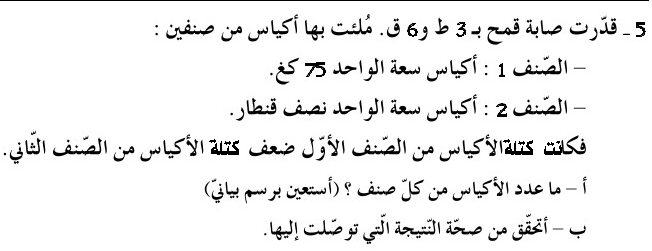 5 ـ قدّرت صابة قمح بـ 3 ط و 6 ق. مُلئت بها أكياس من صنفين :
– الصّنف 1 : أكياس سعة الواحد 75 كغ.
– الصّنف 2 : أكياس سعة الواحد نصف قنطار.
فكانت كتلة الأكياس من الصّنف الأوّل ضعف كتلة الأكياس من الصّنف الثّاني.
أ – ما عدد الأكياس من كلّ صنف ؟ (أستعين برسم بيانيّ)
ب – أتحقّق من صحّة النّتيجة الّتي توصّلت إليها.